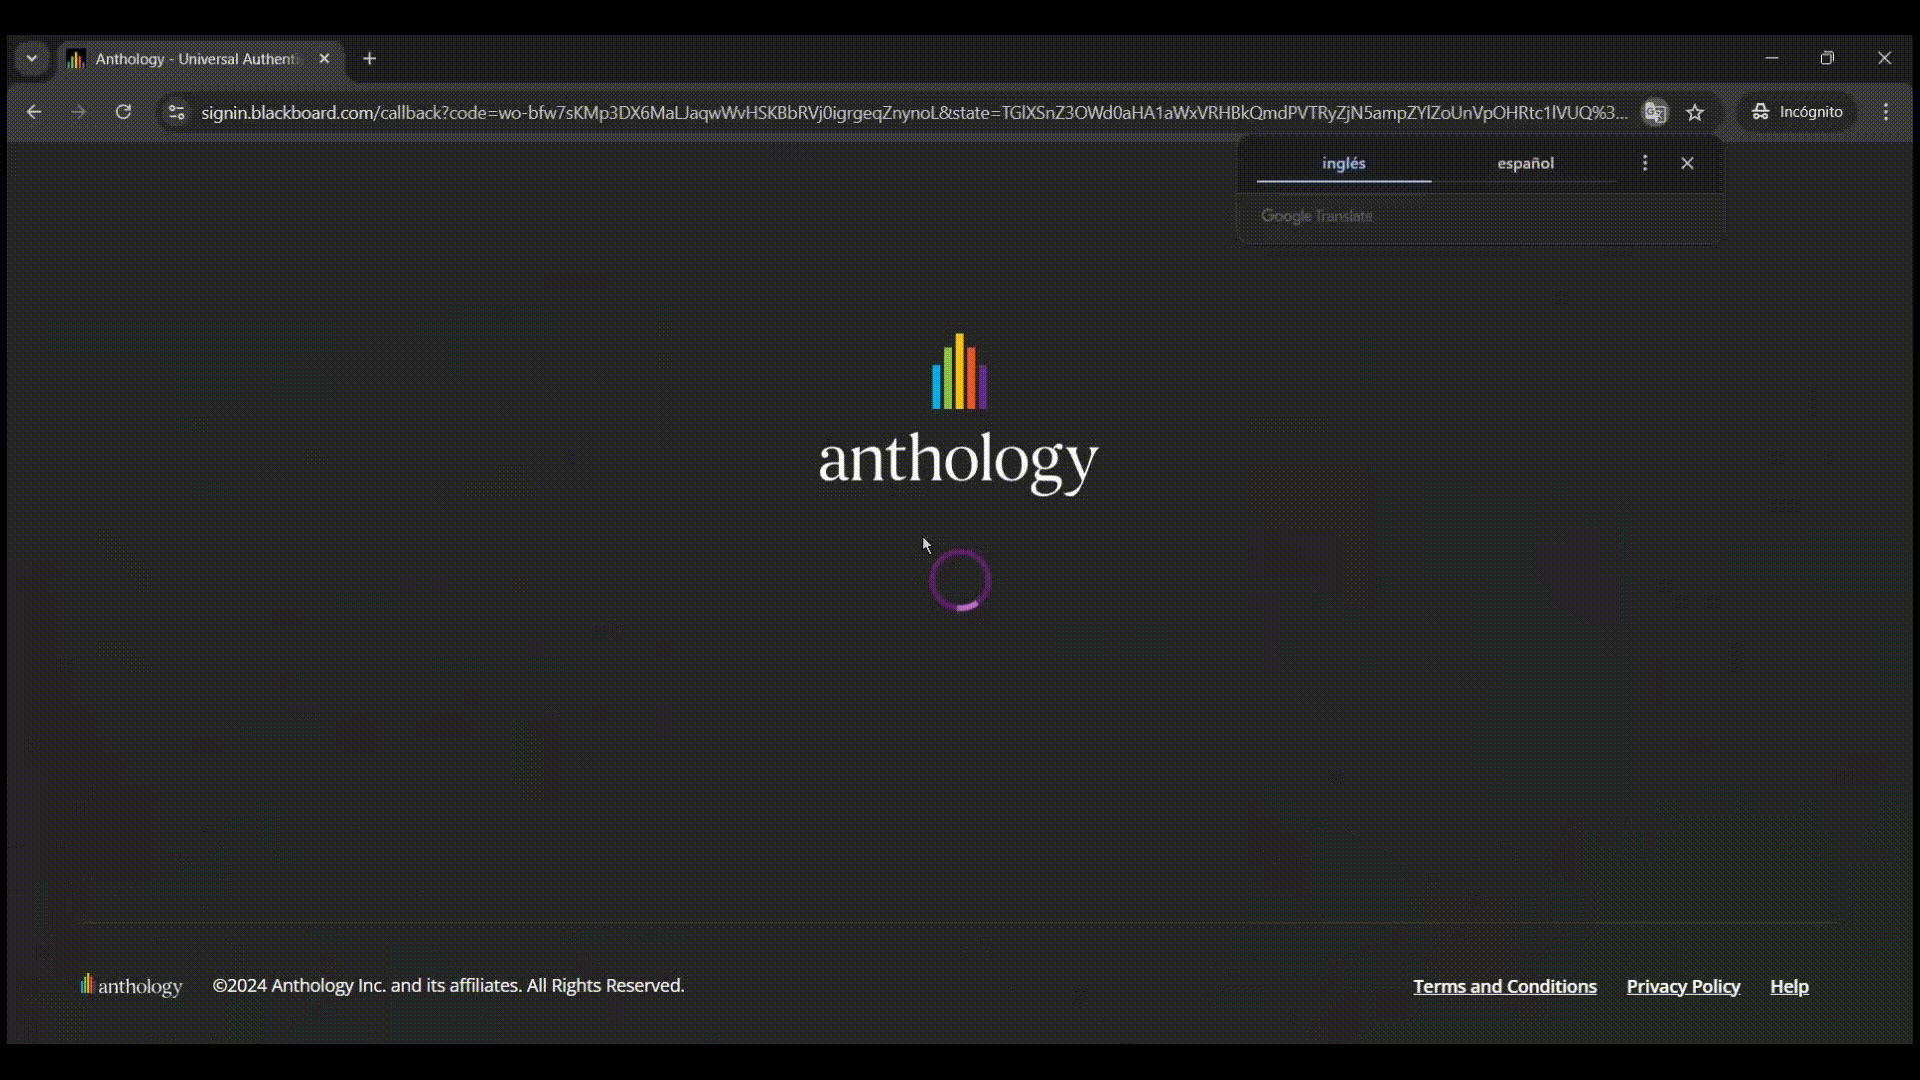 Anthology - Universal Authenti
signin.blackboard.com/callback?code=wo-bfw7sKMp3DX6MaLJaqwWvHSKBbRVj0igrgeqZnynoL&state=TGlXSnZ3OWd0aHA1aWxVRHBkQmdPVTRyZjN5ampZYlZoUnVpOHRtc1lVUQ%3...
Incógnito
inglés
español
Google Translate
anthology
anthology
©2024 Anthology Inc. and its affiliates. All Rights Reserved.
Terms and Conditions
Privacy Policy
Help